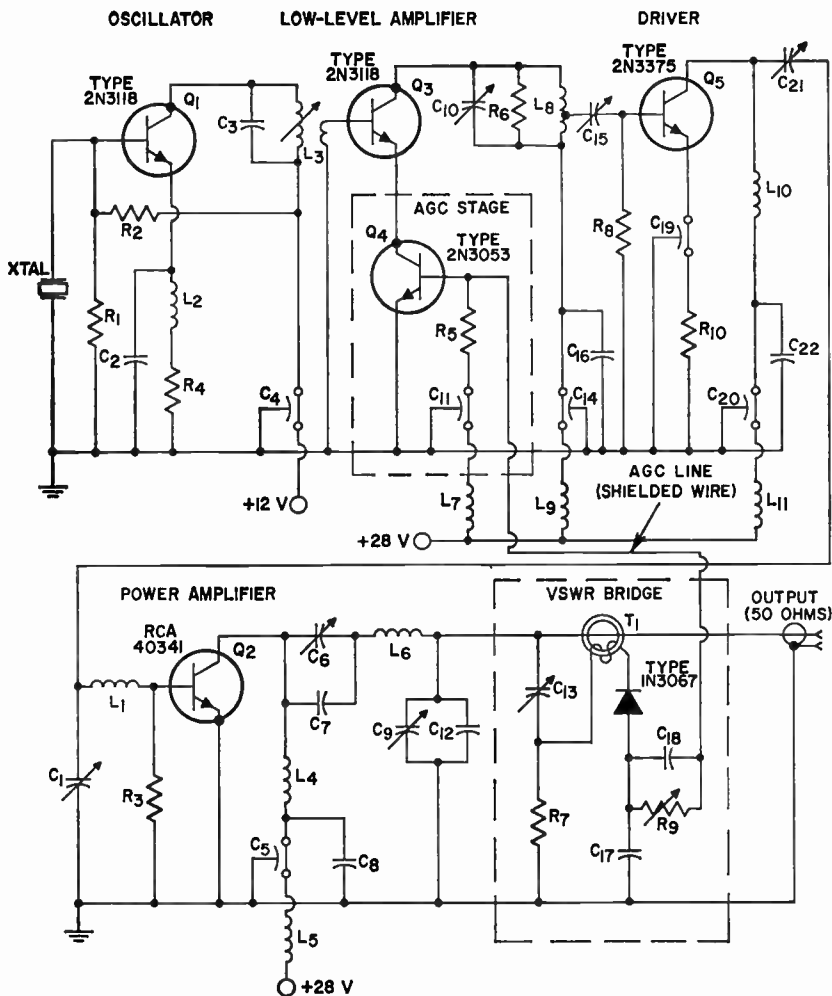 OSCILLATOR LOW-LEVEL AMPLIFIER DRIVER
TYPE
2N3118
Q1
TYPE
2N3118
Q3
TYPE
2N3375
Q5
C21
C3
L3
C10
R6
L8
C15
L10
R2
AGC STAGE
Q4
TYPE
2N3053
R8
C19
XTAL
R1
C2
L2
R4
R5
C16
R10
C22
C4
C11
C14
C20
+12 V
L7
L9
AGC LINE
(SHIELDED WIRE)
L11
+28 V
POWER AMPLIFIER
VSWR BRIDGE
OUTPUT
(50 OHMS)
RCA
40341
Q2
C6
L6
T1
TYPE
1N3067
L1
C7
C13
C9
C12
C18
C1
R3
L4
R7
R9
C5
C8
C17
L5
+28 V